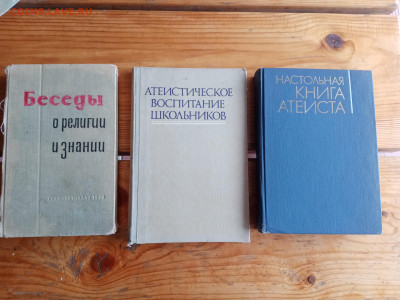 Беседы
о религии
и знании
АТЕИСТИЧЕСКОЕ
ВОСПИТАНИЕ
ШКОЛЬНИКОВ
НАСТОЛЬНАЯ
КНИГА
АТЕИСТА